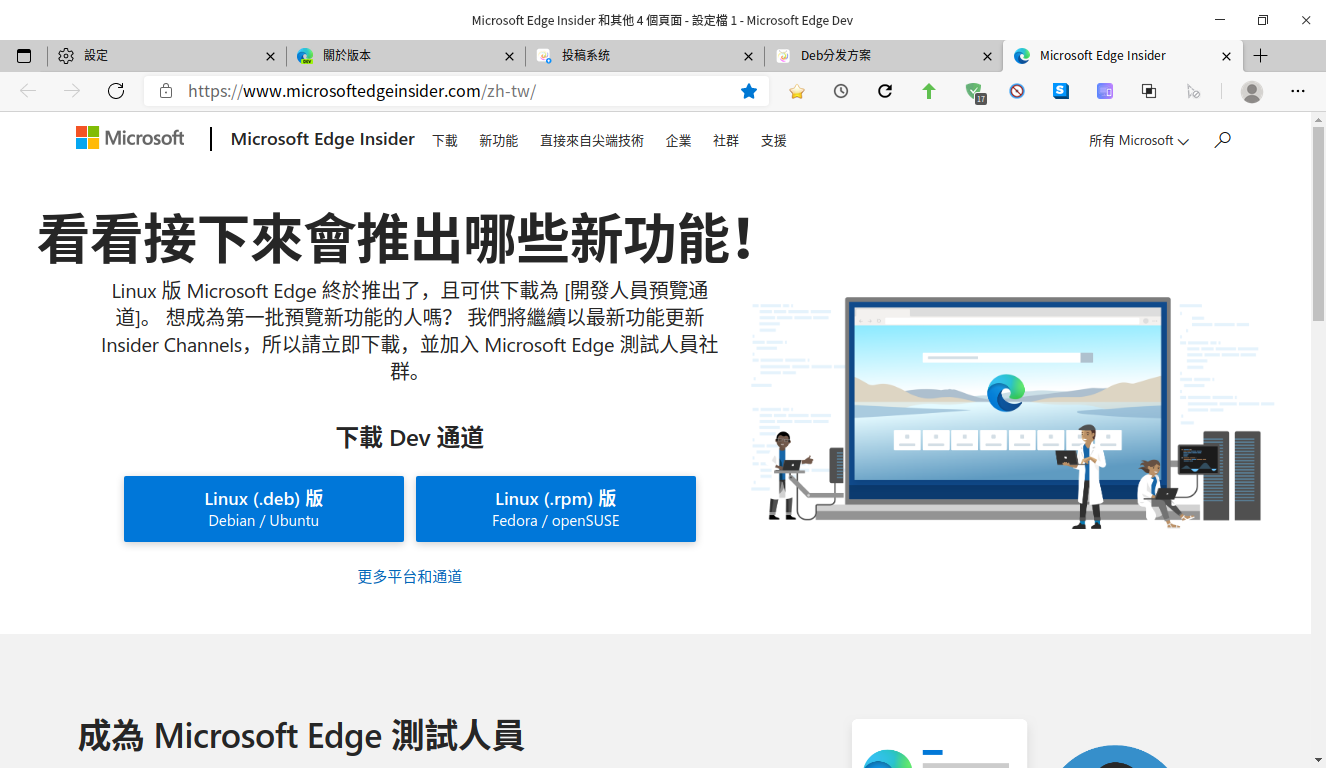 Microsoft Edge Insider 和其他 4 個頁面 - 設定檔 1 - Microsoft Edge Dev
設定
關於版本
投稿系统
Deb分发方案
Microsoft Edge Insider
https://www.microsoftedgeinsider.com/zh-tw/
17
Microsoft
Microsoft Edge Insider
下載
新功能
直接來自尖端技術
企業
社群
支援
所有 Microsoft
看看接下來會推出哪些新功能！
Linux 版 Microsoft Edge 終於推出了，且可供下載為 [開發人員預覽通
道]。 想成為第一批預覽新功能的人嗎？ 我們將繼續以最新功能更新
Insider Channels，所以請立即下載，並加入 Microsoft Edge 測試人員社
群。
下載 Dev 通道
Linux (.deb) 版
Debian / Ubuntu
Linux (.rpm) 版
Fedora / openSUSE
更多平台和通道
成為 Microsoft Edge 測試人員